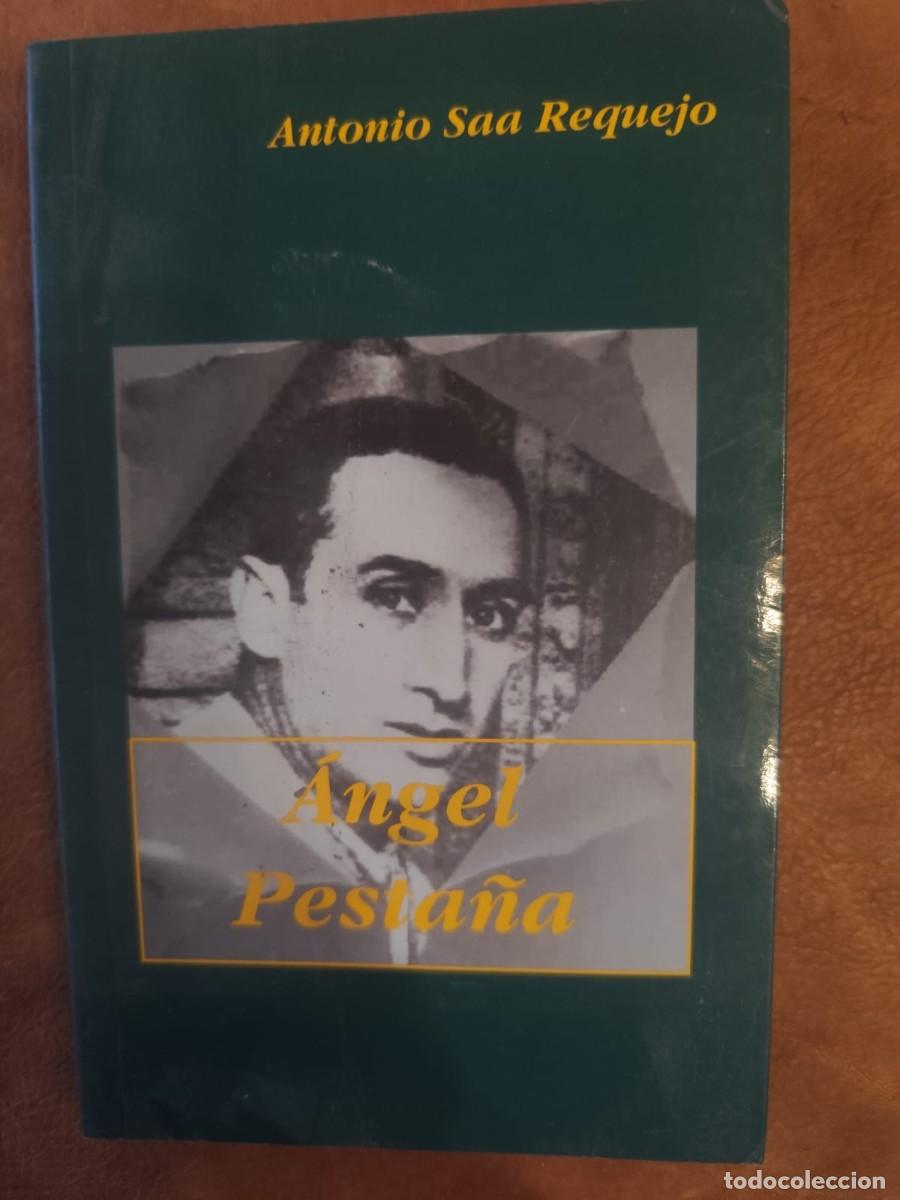 Antonio Saa Requejo
Ángel
Pestaña
todocoleccion